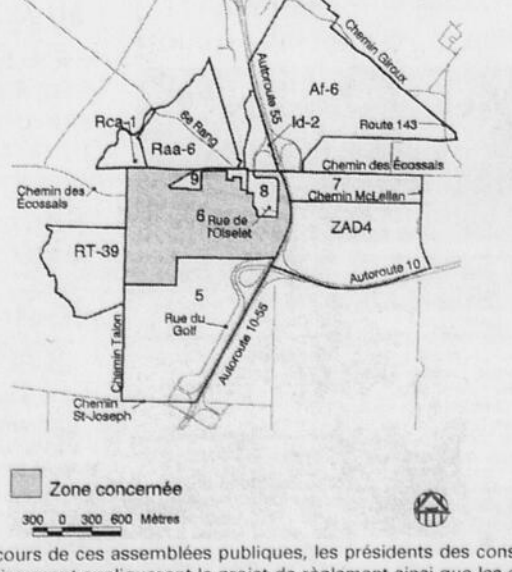 Chemin Giroux
Autoroute 55
Af-6
6e Rang
Id-2
Rca-1
Route 143
Raa-6
Chemin des Écossais
9
8
7
Chemin McLellan
Chemin des
Écossais
6
Rue de
l'Oiselet
ZAD4
RT-39
Autoroute 10
5
Rue du
Golf
Autoroute 10-55
Chemin Talon
Chemin
St-Joseph
Zone concernée
300 0 300 600 Mètres
cours de ces assemblées publiques, les présidents des cons